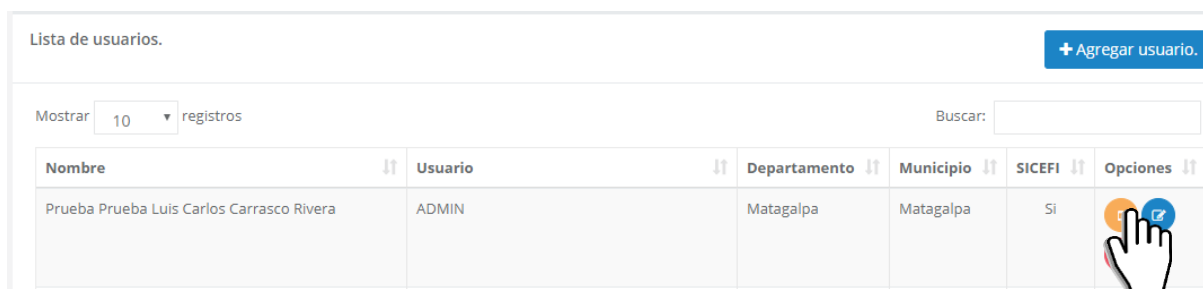 Lista de usuarios.
Agregar usuario.
Mostrar 10 registros
Buscar:
Nombre Usuario Departamento Municipio SICEFI Opciones
Prueba Prueba Luis Carlos Carrasco Rivera ADMIN Matagalpa Matagalpa Si